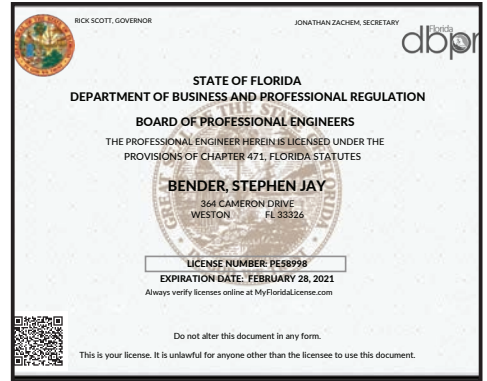 RICK SCOTT, GOVERNOR
JONATHAN ZACHEM, SECRETARY
Florida
dbpr
STATE OF FLORIDA
DEPARTMENT OF BUSINESS AND PROFESSIONAL REGULATION
BOARD OF PROFESSIONAL ENGINEERS
THE PROFESSIONAL ENGINEER HEREIN IS LICENSED UNDER THE
PROVISIONS OF CHAPTER 471, FLORIDA STATUTES
BENDER, STEPHEN JAY
364 CAMERON DRIVE
WESTON FL 33326
LICENSE NUMBER: PE58998
EXPIRATION DATE: FEBRUARY 28, 2021
Always verify licenses online at MyFloridaLicense.com
Do not alter this document in any form.
This is your license. It is unlawful for anyone other than the licensee to use this document.